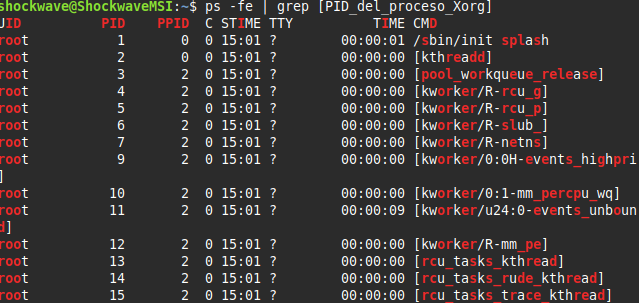 shockwave@ShockwaveMSI:~$ ps -fe | grep [PID_del_proceso_Xorg]
UID          PID    PPID  C STIME TTY          TIME CMD
root           1       0  0 15:01 ?        00:00:01 /sbin/init splash
root           2       0  0 15:01 ?        00:00:00 [kthreadd]
root           3       2  0 15:01 ?        00:00:00 [pool_workqueue_release]
root           4       2  0 15:01 ?        00:00:00 [kworker/R-rcu_g]
root           5       2  0 15:01 ?        00:00:00 [kworker/R-rcu_p]
root           6       2  0 15:01 ?        00:00:00 [kworker/R-slub_]
root           7       2  0 15:01 ?        00:00:00 [kworker/R-netns]
root           9       2  0 15:01 ?        00:00:00 [kworker/0:0H-events_highpri
]
root          10       2  0 15:01 ?        00:00:00 [kworker/0:1-mm_percpu_wq]
root          11       2  0 15:01 ?        00:00:09 [kworker/u24:0-events_unboun
d]
root          12       2  0 15:01 ?        00:00:00 [kworker/R-mm_pe]
root          13       2  0 15:01 ?        00:00:00 [rcu_tasks_kthread]
root          14       2  0 15:01 ?        00:00:00 [rcu_tasks_rude_kthread]
root          15       2  0 15:01 ?        00:00:00 [rcu_tasks_trace_kthread]